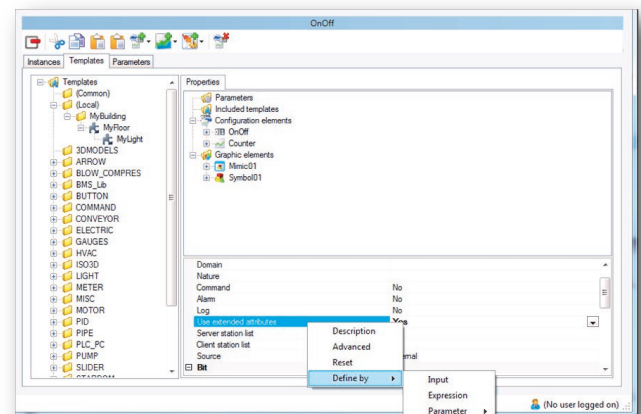 OnOff
Instances Templates Parameters
Templates
(Common)
(Local)
MyBuilding
MyFloor
MyLight
3DMODELS
ARROW
BLOW_COMPRES
BMS_Lib
BUTTON
COMMAND
CONVEYOR
ELECTRIC
GAUGES
HVAC
ISO3D
LIGHT
METER
MISC
MOTOR
PID
PIPE
PLC_PC
PUMP
SLIDER
Properties
Parameters
Included templates
Configuration elements
OnOff
Counter
Graphic elements
Mimic01
Symbol01
Domain
Nature
Command No
Alarm No
Log No
Use extended attributes Yes
Server station list
Client station list
Source
Bit
Description
Advanced
Reset
Define by
Input
Expression
Parameter
(No user logged on)